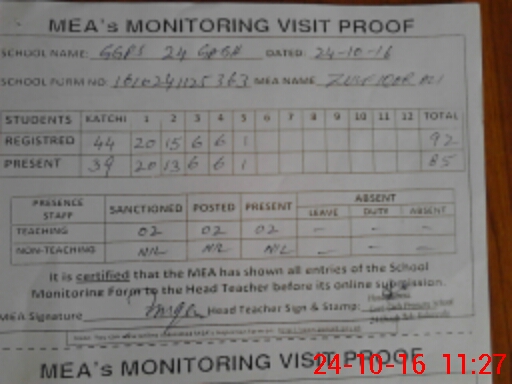 MEA's MONITORING VISIT PROOF
SCHOOL NAME: GGPS 24 DATED: 24-10-16
SCHOOL FORM NO: MEA NAME
STUDENTS KATCHI 1 2 3 4 5 6 7 8 9 10 11 12 TOTAL
REGISTRED 44 20 15 6 6 1 92
PRESENT 39 20 13 6 6 1 85
PRESENCE STAFF SANCTIONED POSTED PRESENT ABSENT
LEAVE DUTY ABSENT
TEACHING 02 02 02 - - -
NON-TEACHING NIL NIL NIL - - -
It is certified that the MEA has shown all entries of the School
Monitoring Form to the Head Teacher before its online submission.
MEA Signature Head Teacher Sign & Stamp:
MEA's MONITORING VISIT PROOF
24-10-16 11:27